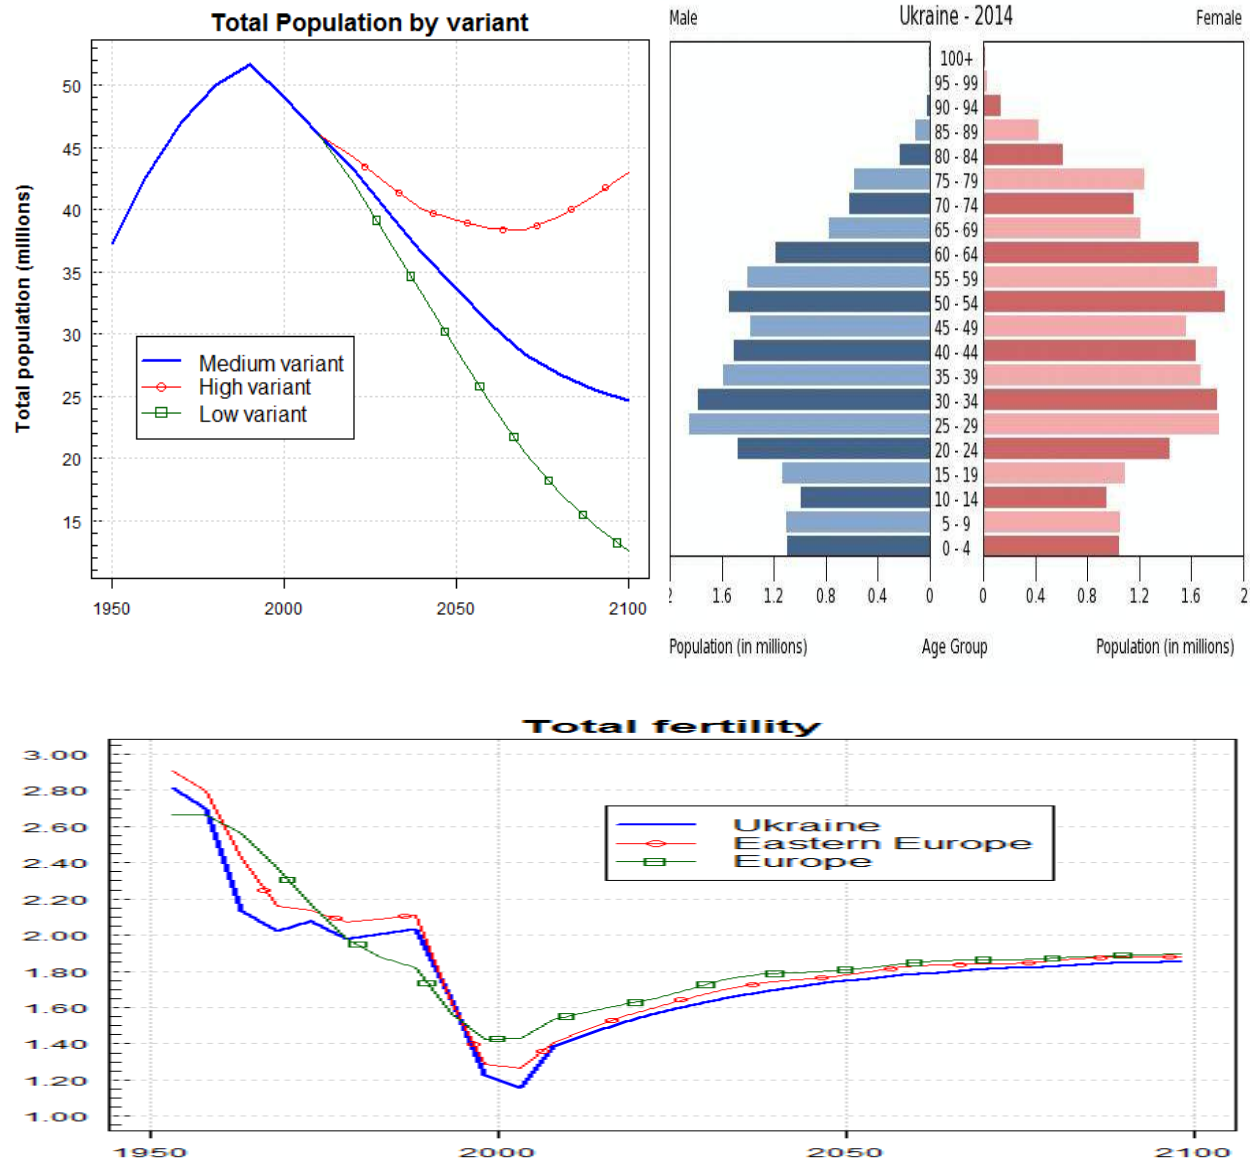 Total Population by variant
Total population (millions)
50
45
40
35
30
25
20
15
Medium variant
High variant
Low variant
1950 2000 2050 2100
Male Ukraine - 2014 Female
100+
95 - 99
90 - 94
85 - 89
80 - 84
75 - 79
70 - 74
65 - 69
60 - 64
55 - 59
50 - 54
45 - 49
40 - 44
35 - 39
30 - 34
25 - 29
20 - 24
15 - 19
10 - 14
5 - 9
0 - 4
1.6 1.2 0.8 0.4 0 0 0.4 0.8 1.2 1.6 2
Population (in millions) Age Group Population (in millions)
Total fertility
3.00
2.80
2.60
2.40
2.20
2.00
1.80
1.60
1.40
1.20
1.00
Ukraine
Eastern Europe
Europe
1950 2000 2050 2100